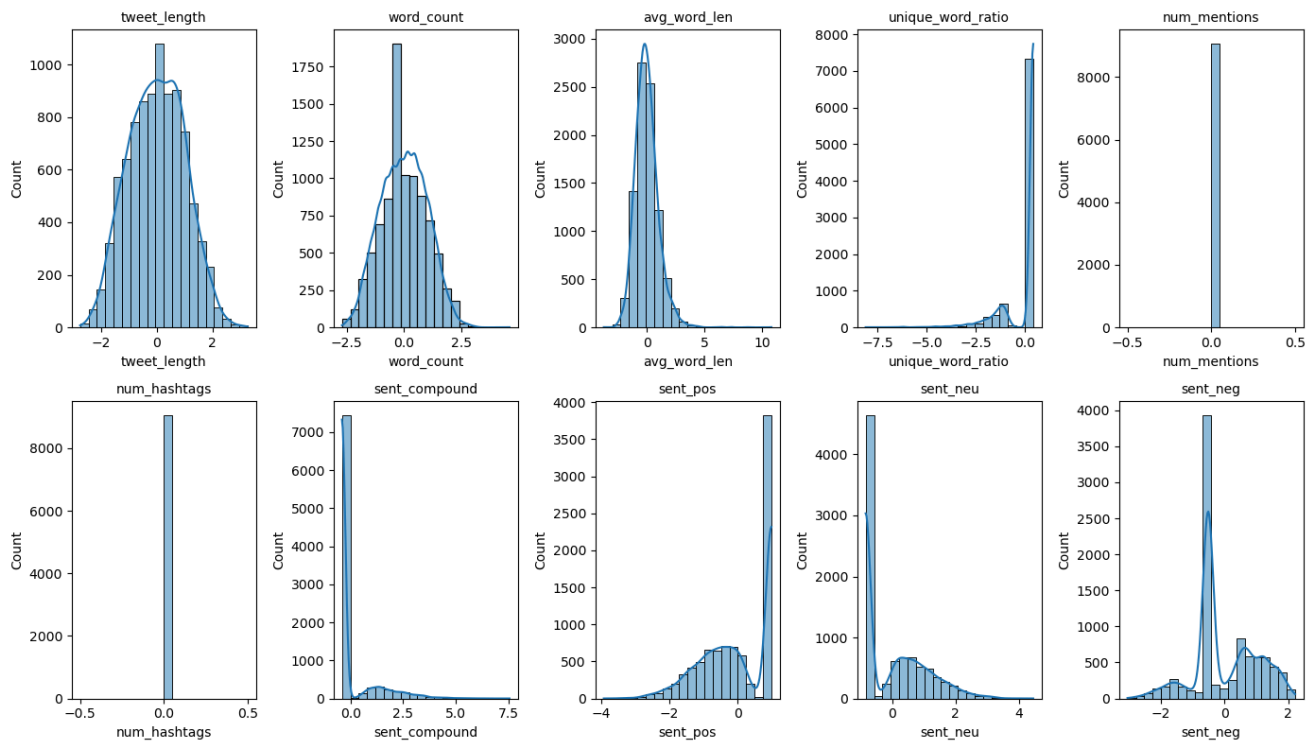 tweet_length word_count avg_word_len unique_word_ratio num_mentions
Count Count Count Count Count
1000 800 600 400 200 0
1750 1500 1250 1000 750 500 250 0
3000 2500 2000 1500 1000 500 0
8000 7000 6000 5000 4000 3000 2000 1000 0
8000 6000 4000 2000 0
−2 0 2 −2.5 0.0 2.5 0 5 10 −7.5 −5.0 −2.5 0.0 −0.5 0.0 0.5
tweet_length word_count avg_word_len unique_word_ratio num_mentions
num_hashtags sent_compound sent_pos sent_neu sent_neg
Count Count Count Count Count
8000 6000 4000 2000 0
7000 6000 5000 4000 3000 2000 1000 0
4000 3500 3000 2500 2000 1500 1000 500 0
4000 3000 2000 1000 0
4000 3500 3000 2500 2000 1500 1000 500 0
−0.5 0.0 0.5 0.0 2.5 5.0 7.5 −4 −2 0 0 2 4 −2 0 2
num_hashtags sent_compound sent_pos sent_neu sent_neg